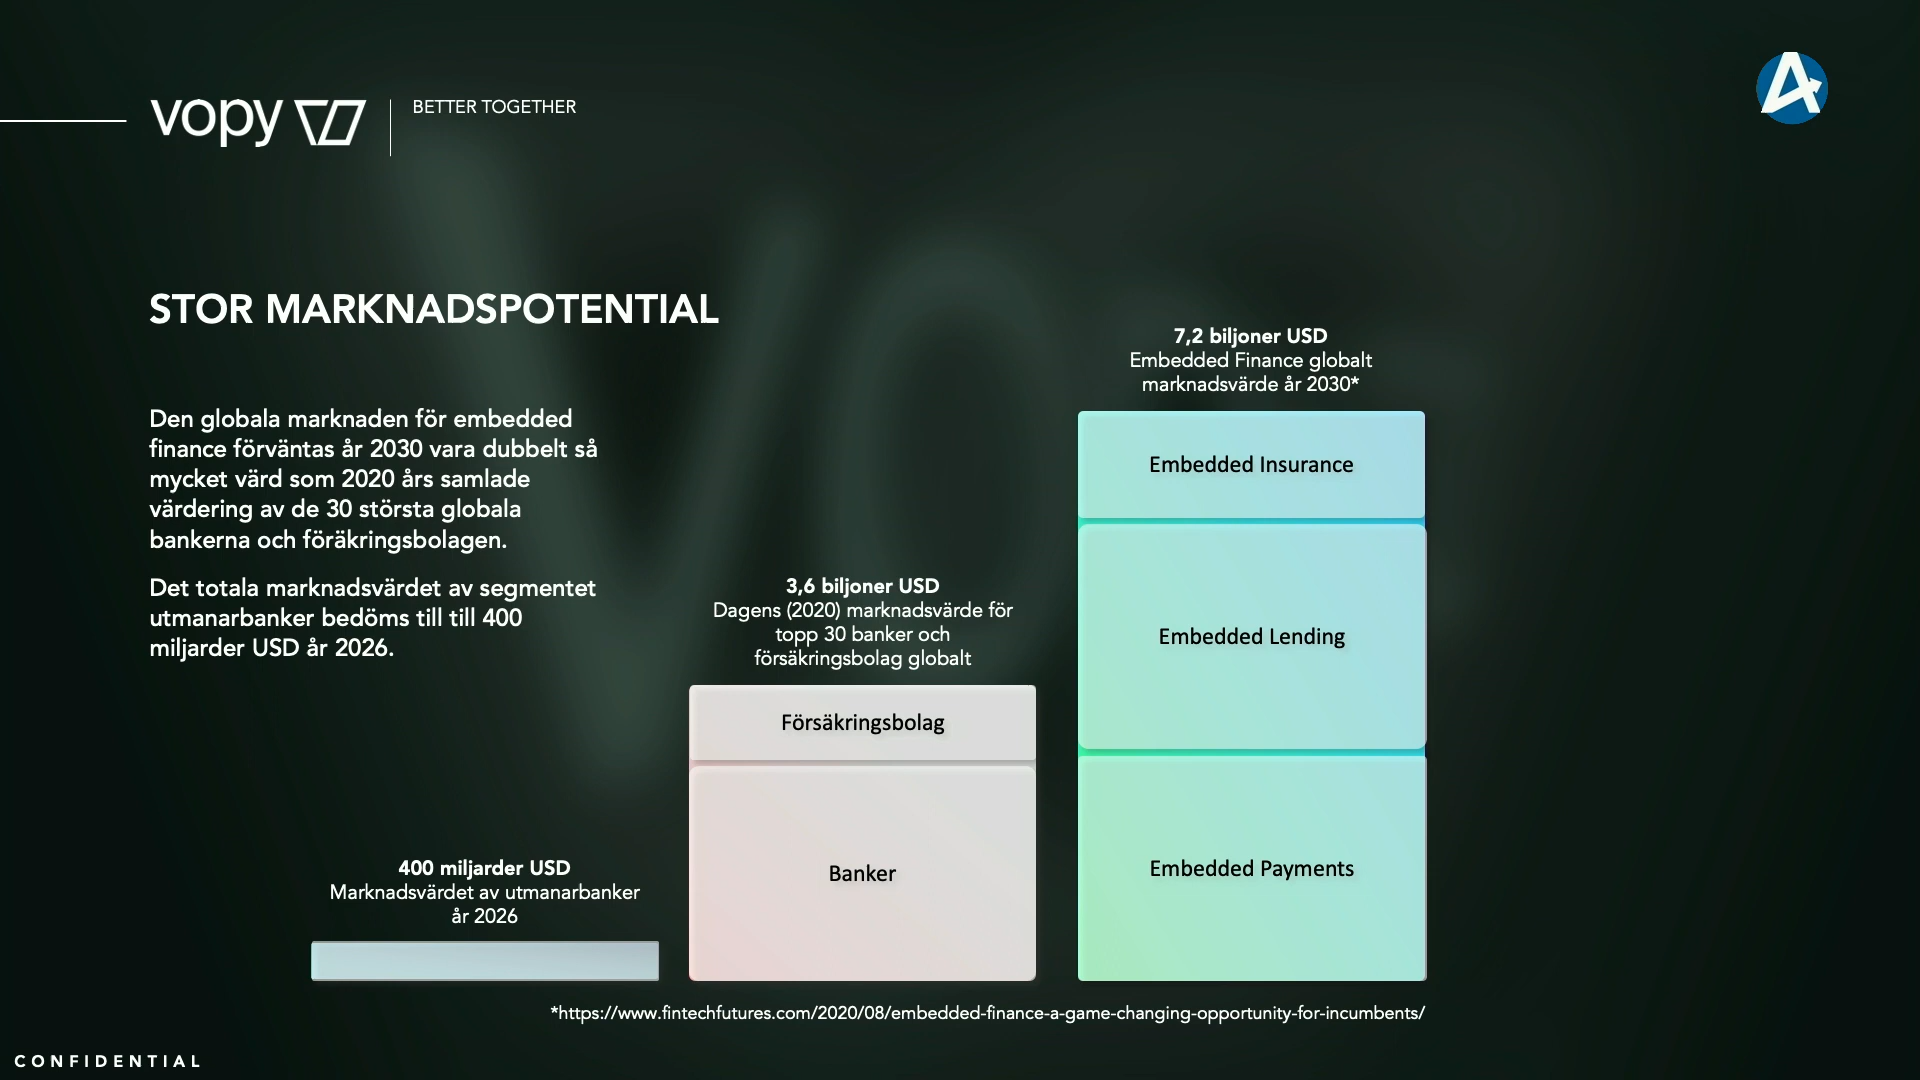 vopy
BETTER TOGETHER
STOR MARKNADSPOTENTIAL
Den globala marknaden för embedded
finance förväntas år 2030 vara dubbelt så
mycket värd som 2020 års samlade
värdering av de 30 största globala
bankerna och föräkringsbolagen.
Det totala marknadsvärdet av segmentet
utmanarbanker bedöms till till 400
miljarder USD år 2026.
400 miljarder USD
Marknadsvärdet av utmanarbanker
år 2026
3,6 biljoner USD
Dagens (2020) marknadsvärde för
topp 30 banker och
försäkringsbolag globalt
Försäkringsbolag
Banker
7,2 biljoner USD
Embedded Finance globalt
marknadsvärde år 2030*
Embedded Insurance
Embedded Lending
Embedded Payments
*https://www.fintechfutures.com/2020/08/embedded-finance-a-game-changing-opportunity-for-incumbents/
CONFIDENTIAL